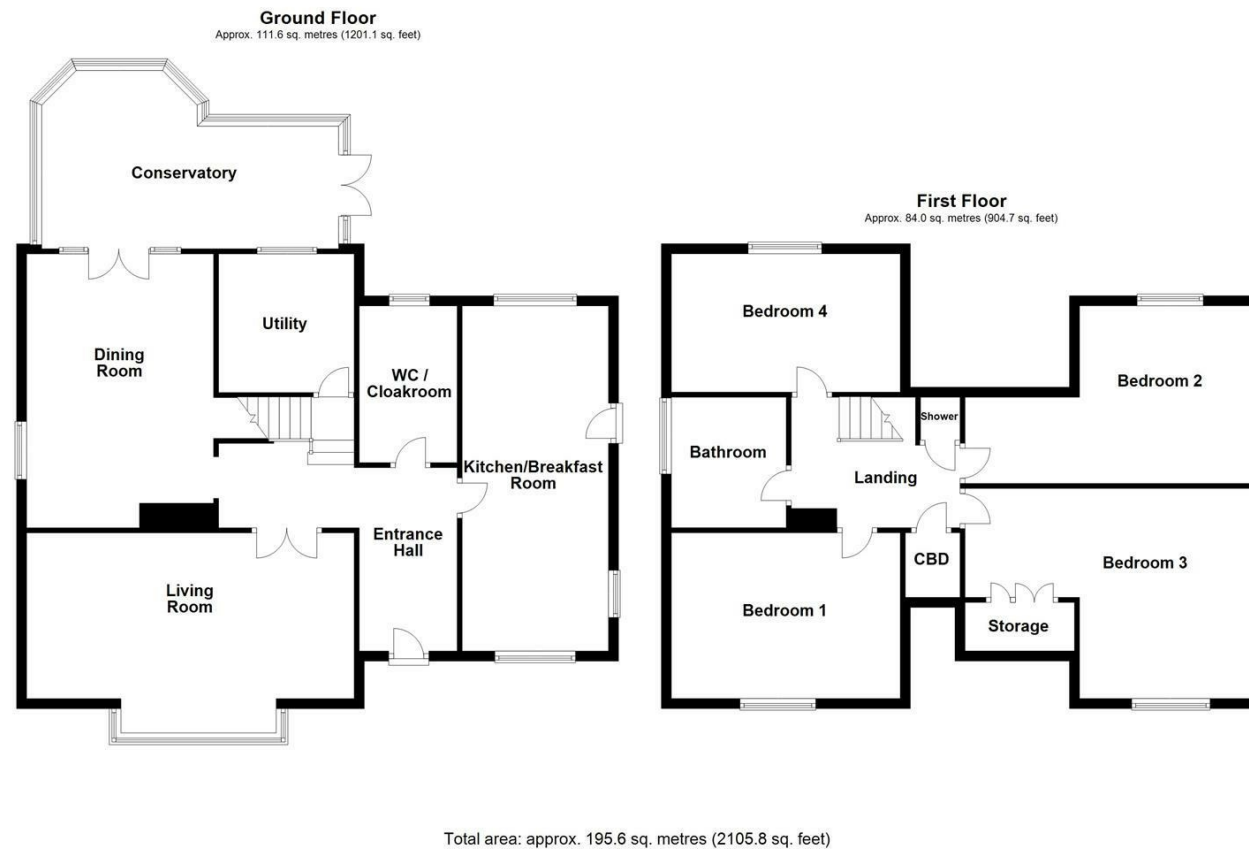 Ground Floor
Approx. 111.6 sq. metres (1201.1 sq. feet)
Conservatory
Utility
Dining
Room
WC /
Cloakroom
Kitchen/Breakfast
Room
Entrance
Hall
Living
Room
First Floor
Approx. 84.0 sq. metres (904.7 sq. feet)
Bedroom 4
Bedroom 2
Shower
Bathroom
Landing
CBD
Bedroom 3
Bedroom 1
Storage
Total area: approx. 195.6 sq. metres (2105.8 sq. feet)